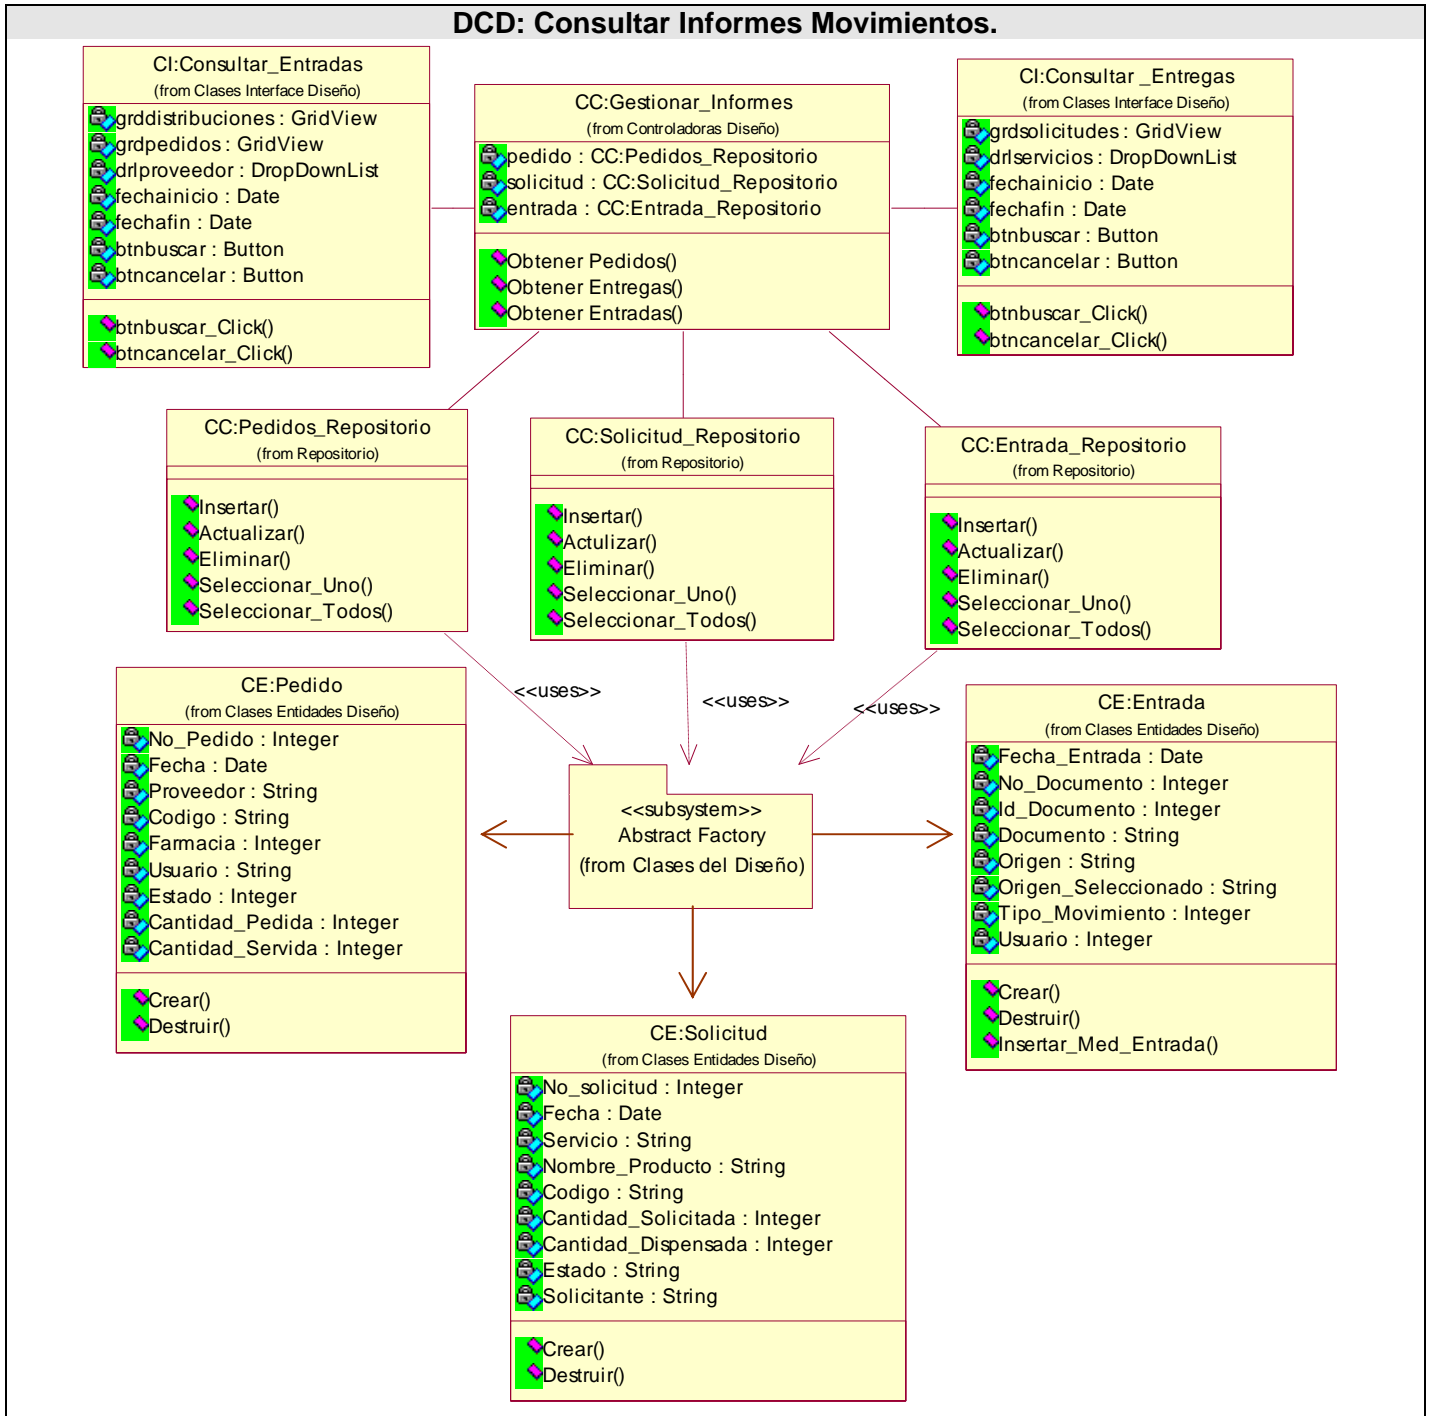 DCD: Consultar Informes Movimientos.
CI:Consultar_Entradas
(from Clases Interface Diseño)
grddistribuciones : GridView
grdpedidos : GridView
drlproveedor : DropDownList
fechainicio : Date
fechafin : Date
btnbuscar : Button
btncancelar : Button
btnbuscar_Click()
btncancelar_Click()
CC:Gestionar_Informes
(from Controladoras Diseño)
pedido : CC:Pedidos_Repositorio
solicitud : CC:Solicitud_Repositorio
entrada : CC:Entrada_Repositorio
Obtener Pedidos()
Obtener Entregas()
Obtener Entradas()
CI:Consultar _Entregas
(from Clases Interface Diseño)
grdsolicitudes : GridView
drlservicios : DropDownList
fechainicio : Date
fechafin : Date
btnbuscar : Button
btncancelar : Button
btnbuscar_Click()
btncancelar_Click()
CC:Pedidos_Repositorio
(from Repositorio)
Insertar()
Actualizar()
Eliminar()
Seleccionar_Uno()
Seleccionar_Todos()
CC:Solicitud_Repositorio
(from Repositorio)
Insertar()
Actulizar()
Eliminar()
Seleccionar_Uno()
Seleccionar_Todos()
CC:Entrada_Repositorio
(from Repositorio)
Insertar()
Actualizar()
Eliminar()
Seleccionar_Uno()
Seleccionar_Todos()
<<uses>>
<<uses>>
<<uses>>
CE:Pedido
(from Clases Entidades Diseño)
No_Pedido : Integer
Fecha : Date
Proveedor : String
Codigo : String
Farmacia : Integer
Usuario : String
Estado : Integer
Cantidad_Pedida : Integer
Cantidad_Servida : Integer
Crear()
Destruir()
<<subsystem>>
Abstract Factory
(from Clases del Diseño)
CE:Entrada
(from Clases Entidades Diseño)
Fecha_Entrada : Date
No_Documento : Integer
Id_Documento : Integer
Documento : String
Origen : String
Origen_Seleccionado : String
Tipo_Movimiento : Integer
Usuario : Integer
Crear()
Destruir()
Insertar_Med_Entrada()
CE:Solicitud
(from Clases Entidades Diseño)
No_solicitud : Integer
Fecha : Date
Servicio : String
Nombre_Producto : String
Codigo : String
Cantidad_Solicitada : Integer
Cantidad_Dispensada : Integer
Estado : String
Solicitante : String
Crear()
Destruir()